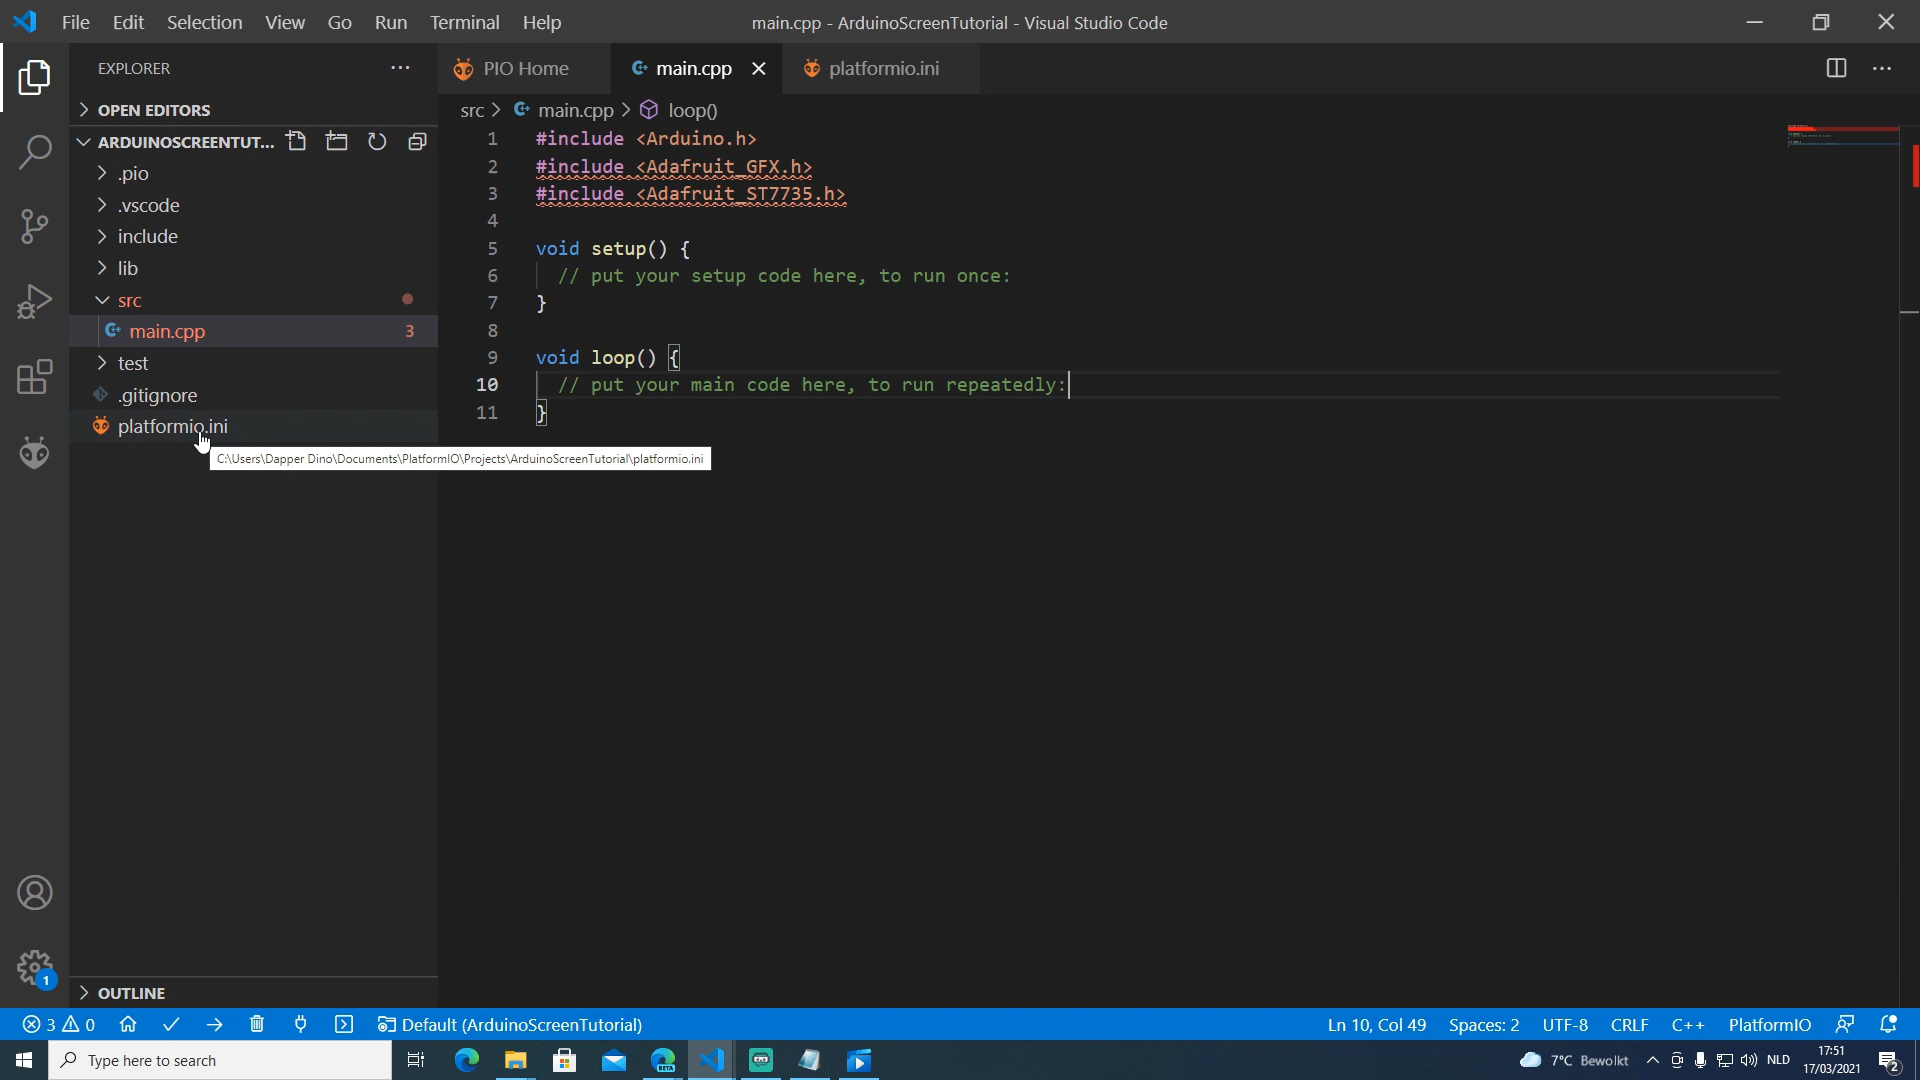 File Edit Selection View Go Run Terminal Help
main.cpp - ArduinoScreenTutorial - Visual Studio Code
EXPLORER
OPEN EDITORS
ARDUINOSCREENTUT...
.pio
.vscode
include
lib
src
main.cpp 3
test
.gitignore
platformio.ini
C:\Users\Dapper Dino\Documents\PlatformIO\Projects\ArduinoScreenTutorial\platformio.ini
OUTLINE
PIO Home main.cpp platformio.ini
src > main.cpp > loop()
1 #include <Arduino.h>
2 #include <Adafruit_GFX.h>
3 #include <Adafruit_ST7735.h>
4
5 void setup() {
6 // put your setup code here, to run once:
7 }
8
9 void loop() {
10 // put your main code here, to run repeatedly:
11 }
1
3 0 Default (ArduinoScreenTutorial) Ln 10, Col 49 Spaces: 2 UTF-8 CRLF C++ PlatformIO
Type here to search
BETA
7°C Bewolkt NLD
17:51
17/03/2021
2